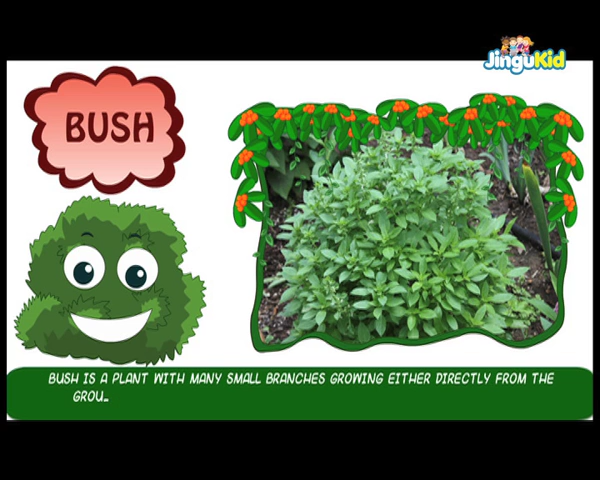 JinguKid
BUSH
BUSH IS A PLANT WITH MANY SMALL BRANCHES GROWING EITHER DIRECTLY FROM THE
GROU..